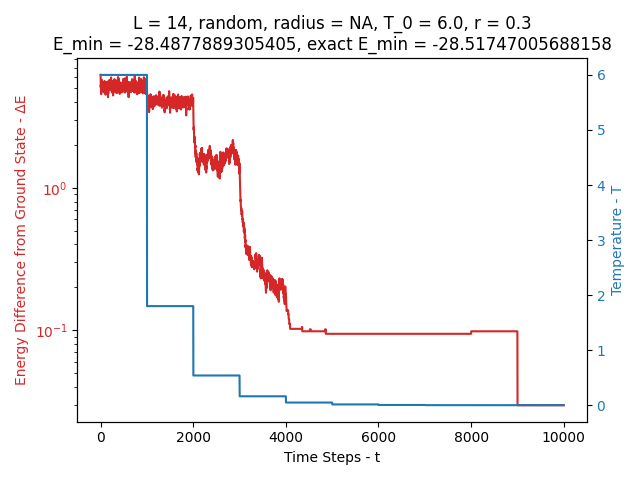 L = 14, random, radius = NA, T_0 = 6.0, r = 0.3
E_min = -28.4877889305405, exact E_min = -28.51747005688158
Energy Difference from Ground State - ΔE
10⁰
10⁻¹
6
5
4
3
2
1
0
Temperature - T
0 2000 4000 6000 8000 10000
Time Steps - t